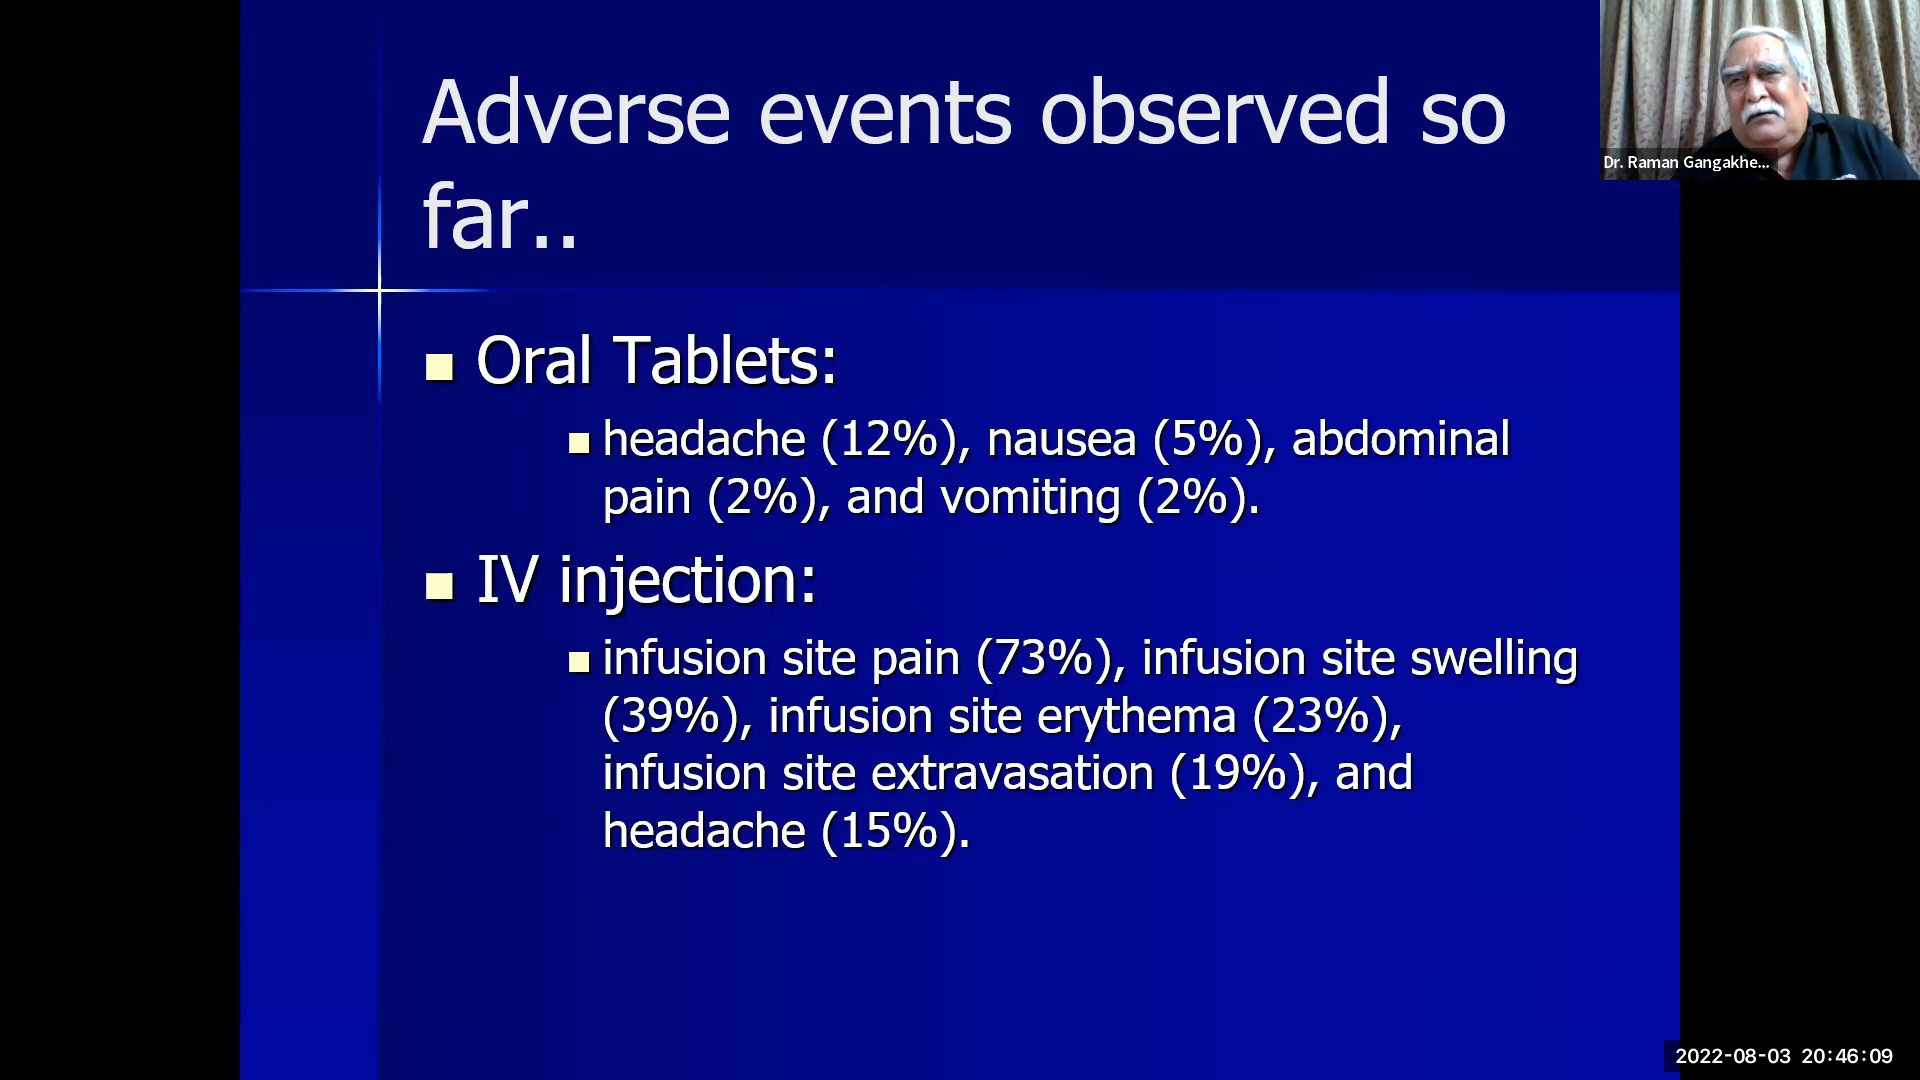 Adverse events observed so
far..
Oral Tablets:
headache (12%), nausea (5%), abdominal
pain (2%), and vomiting (2%).
IV injection:
infusion site pain (73%), infusion site swelling
(39%), infusion site erythema (23%),
infusion site extravasation (19%), and
headache (15%).
Dr. Raman Gangakhe...
2022-08-03 20:46:09